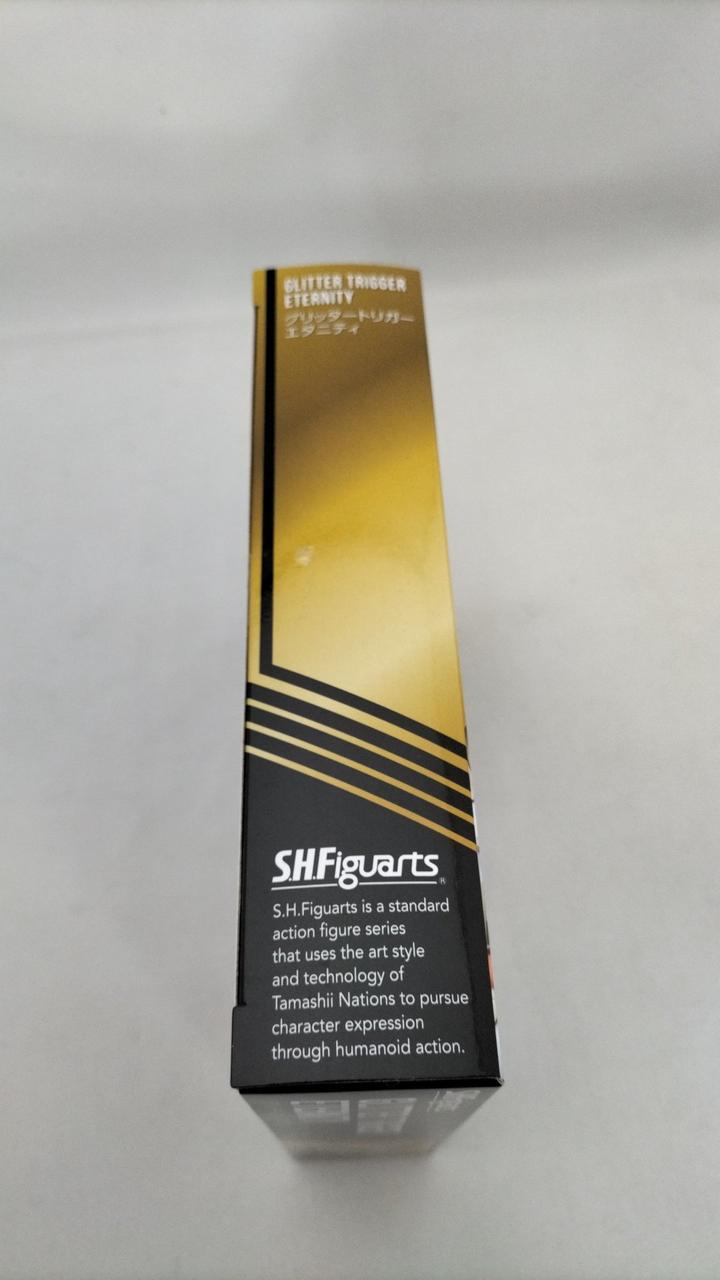 GLITTER TRIGGER
ETERNITY
グリッタートリガー
エタニティ
S.H.Figuarts®
S.H.Figuarts is a standard
action figure series
that uses the art style
and technology of
Tamashii Nations to pursue
character expression
through humanoid action.